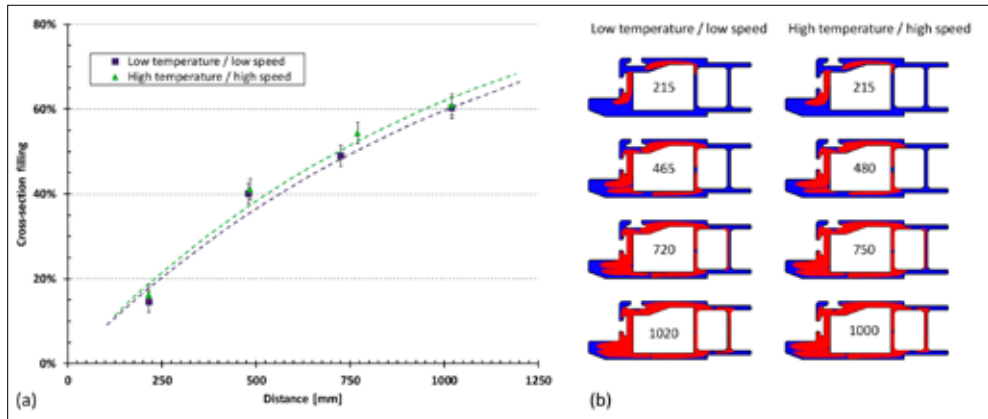 80%
60%
40%
20%
0%
Cross-section filling
Low temperature / low speed
High temperature / high speed
0
250
500
750
1000
1250
Distance [mm]
(a)
Low temperature / low speed
High temperature / high speed
215
215
465
480
720
750
1020
1000
(b)